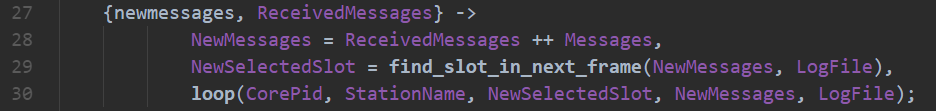 27 {newmessages, ReceivedMessages} ->
28 NewMessages = ReceivedMessages ++ Messages,
29 NewSelectedSlot = find_slot_in_next_frame(NewMessages, LogFile),
30 loop(CorePid, StationName, NewSelectedSlot, NewMessages, LogFile);